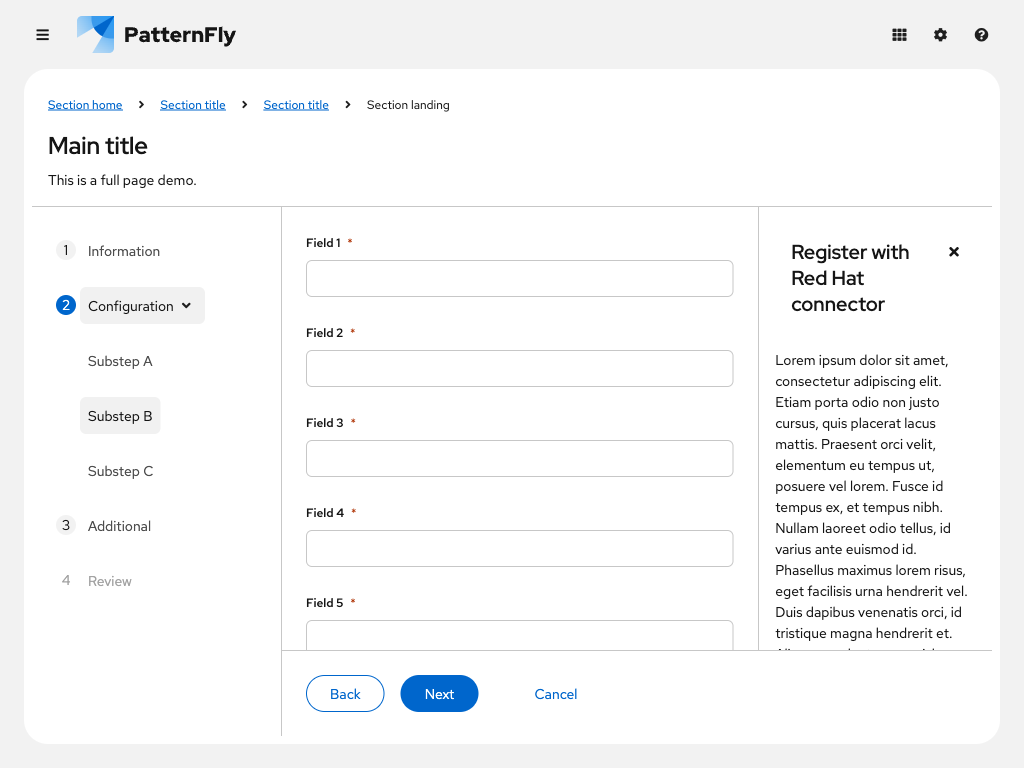 PatternFly
Section home
Section title
Section title
Section landing
Main title
This is a full page demo.
1 Information
2 Configuration
Substep A
Substep B
Substep C
3 Additional
4 Review
Field 1 *
Field 2 *
Field 3 *
Field 4 *
Field 5 *
Register with
Red Hat
connector
Lorem ipsum dolor sit amet,
consectetur adipiscing elit.
Etiam porta odio non justo
cursus, quis placerat lacus
mattis. Praesent orci velit,
elementum eu tempus ut,
posuere vel lorem. Fusce id
tempus ex, et tempus nibh.
Nullam laoreet odio tellus, id
varius ante euismod id.
Phasellus maximus lorem risus,
eget facilisis urna hendrerit vel.
Duis dapibus venenatis orci, id
tristique magna hendrerit et.
Back
Next
Cancel